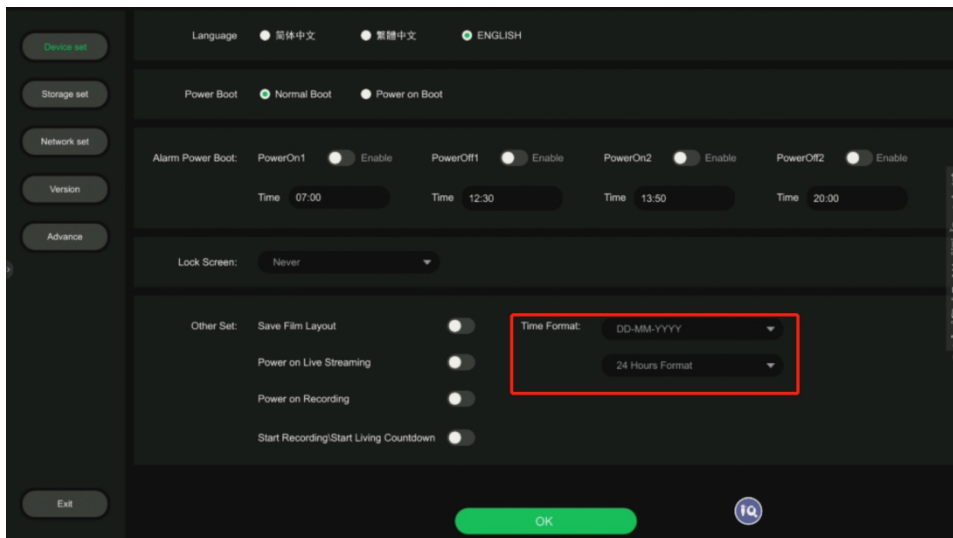 Device set
Storage set
Network set
Version
Advance
Exit
Language 简体中文 繁體中文 ENGLISH
Power Boot Normal Boot Power on Boot
Alarm Power Boot: PowerOn1 Enable PowerOff1 Enable PowerOn2 Enable PowerOff2 Enable
Time 07:00 Time 12:30 Time 13:50 Time 20:00
Lock Screen: Never
Other Set: Save Film Layout Time Format: DD-MM-YYYY
Power on Live Streaming 24 Hours Format
Power on Recording
Start Recording\Start Living Countdown
OK
iQ